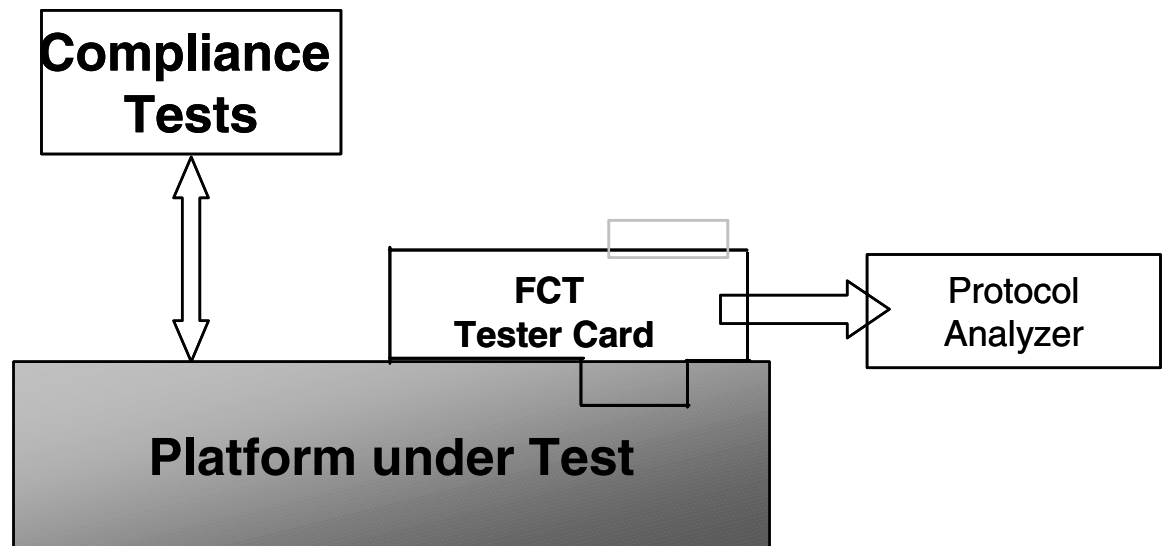 Compliance
Tests
FCT
Tester Card
Protocol
Analyzer
Platform under Test